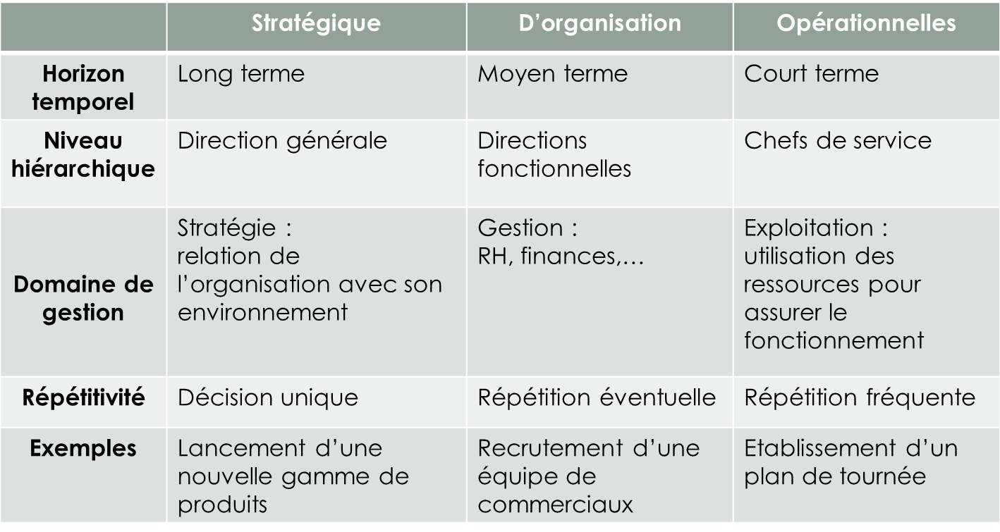 Stratégique
D’organisation
Opérationnelles
Horizon
temporel
Long terme
Moyen terme
Court terme
Niveau
hiérarchique
Direction générale
Directions
fonctionnelles
Chefs de service
Domaine de
gestion
Stratégie :
relation de
l’organisation avec son
environnement
Gestion :
RH, finances,…
Exploitation :
utilisation des
ressources pour
assurer le
fonctionnement
Répétitivité
Décision unique
Répétition éventuelle
Répétition fréquente
Exemples
Lancement d’une
nouvelle gamme de
produits
Recrutement d’une
équipe de
commerciaux
Etablissement d’un
plan de tournée